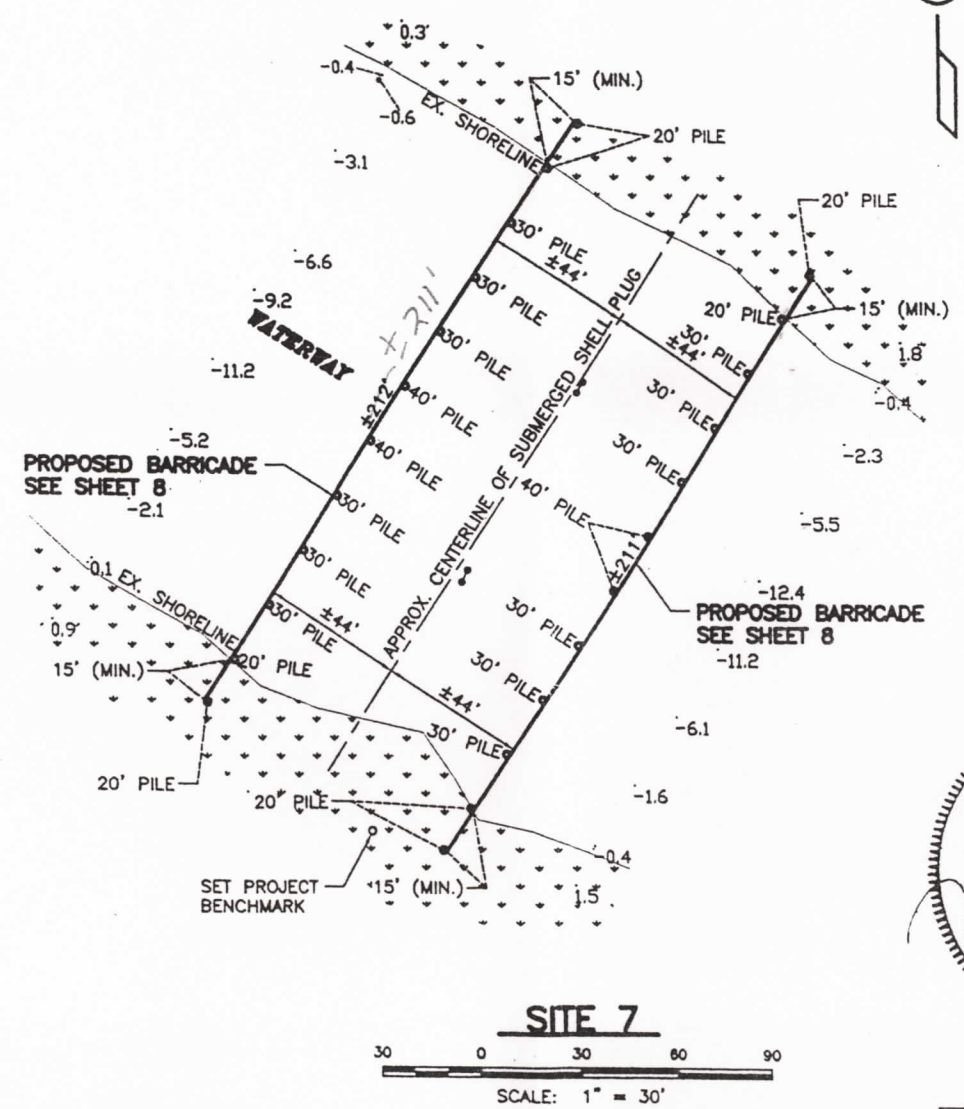 0.3
-0.4
15' (MIN.)
-0.6
EX. SHORELINE
20' PILE
-3.1
20' PILE
30' PILE
±44'
-6.6
30' PILE
-9.2
WATERWAY
±211'
20' PILE
15' (MIN.)
30' PILE
30' PILE
±44'
1.8
-11.2
40' PILE
±212'
30' PILE
-0.4
-5.2
40' PILE
-2.3
PROPOSED BARRICADE
SEE SHEET 8
30' PILE
30' PILE
-2.1
40' PILE
-5.5
APPROX. CENTERLINE OF SUBMERGED SHELL PLUG
30' PILE
±211'
-0.1
EX. SHORELINE
-12.4
30' PILE
±44'
30' PILE
PROPOSED BARRICADE
SEE SHEET 8
0.9
-11.2
15' (MIN.)
20' PILE
30' PILE
±44'
-6.1
30' PILE
20' PILE
20' PILE
-1.6
-0.4
SET PROJECT
BENCHMARK
15' (MIN.)
1.5
SITE 7
30 0 30 60 90
SCALE: 1" = 30'